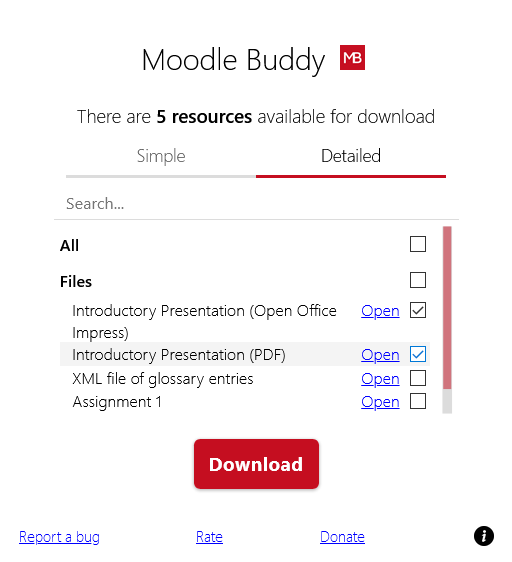 Moodle Buddy MB
There are 5 resources available for download
Simple Detailed
Search...
All
Files
Introductory Presentation (Open Office Open
Impress)
Introductory Presentation (PDF) Open
XML file of glossary entries Open
Assignment 1 Open
Download
Report a bug Rate Donate i